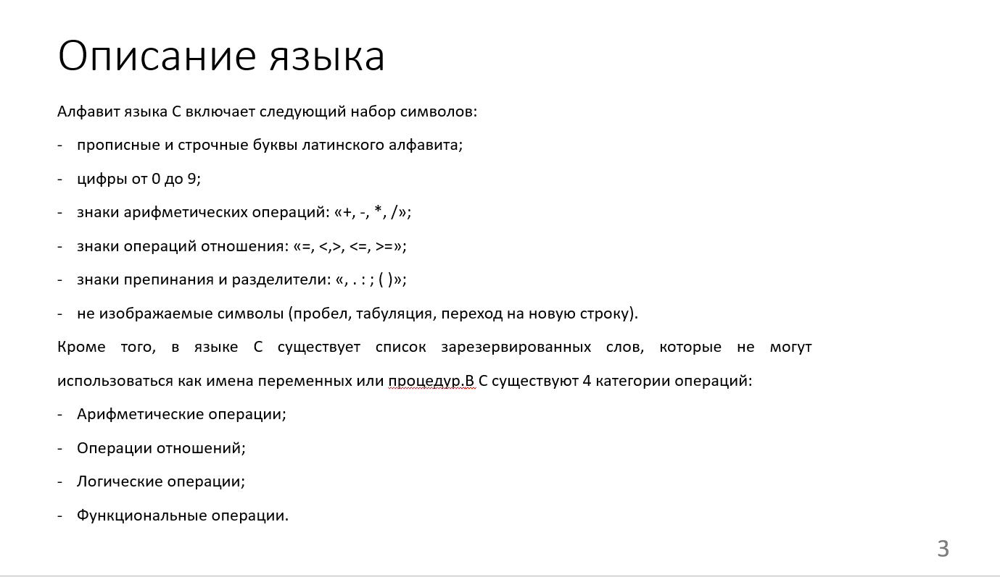 Описание языка
Алфавит языка С включает следующий набор символов:
- прописные и строчные буквы латинского алфавита;
- цифры от 0 до 9;
- знаки арифметических операций: «+, -, *, /»;
- знаки операций отношения: «=, <,>, <=, >=»;
- знаки препинания и разделители: «, . : ; ( )»;
- не изображаемые символы (пробел, табуляция, переход на новую строку).
Кроме того, в языке С существует список зарезервированных слов, которые не могут
использоваться как имена переменных или процедур.В С существуют 4 категории операций:
- Арифметические операции;
- Операции отношений;
- Логические операции;
- Функциональные операции.
3